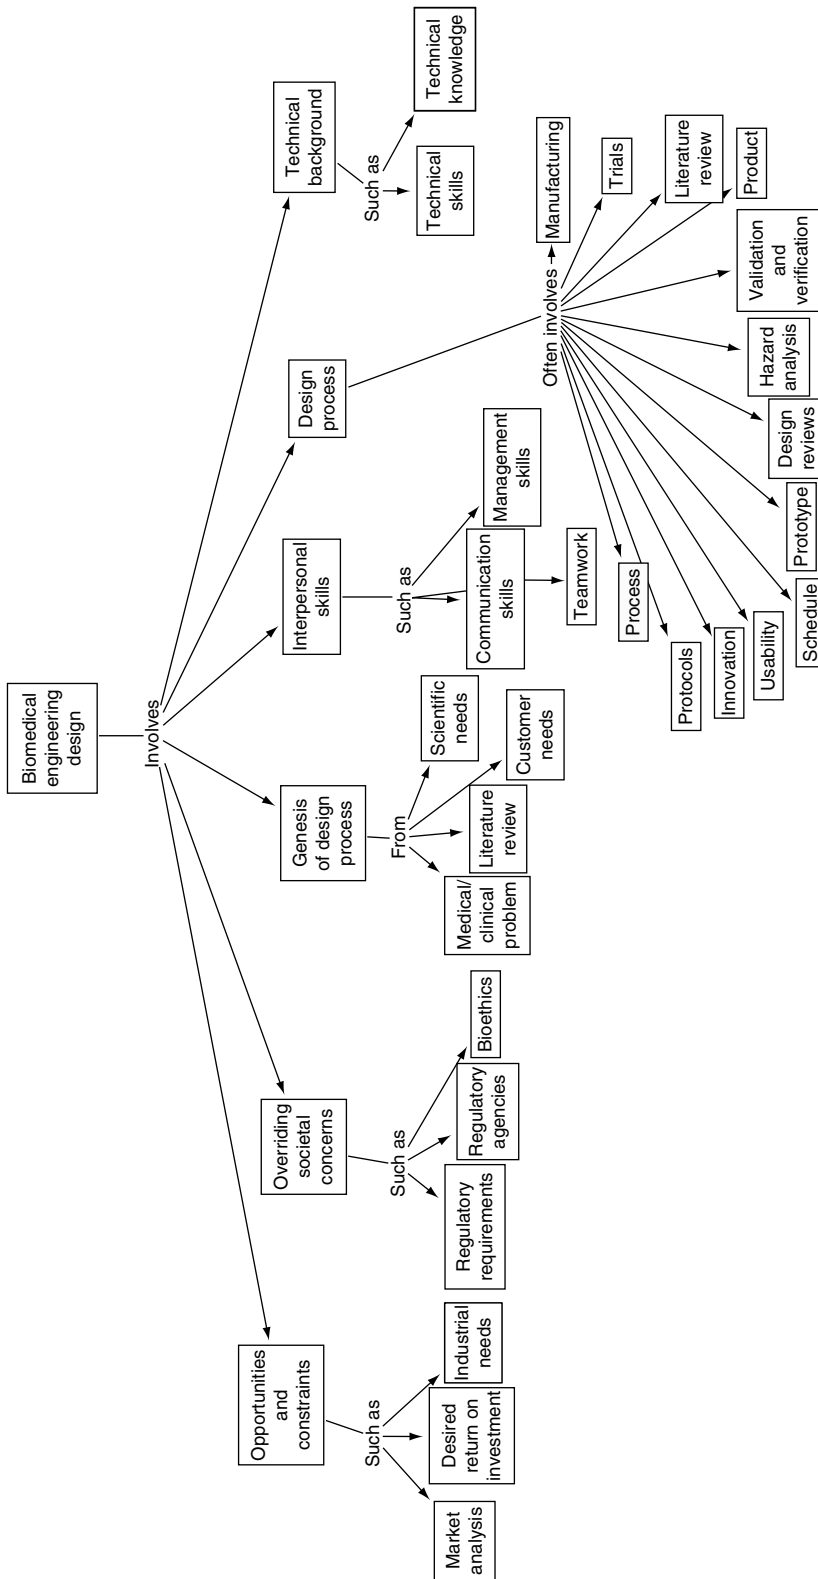 Biomedical
engineering
design
Involves
Opportunities
and
constraints
Such as
Market
analysis
Desired
return on
investment
Industrial
needs
Overriding
societal
concerns
Such as
Regulatory
requirements
Regulatory
agencies
Bioethics
Genesis
of design
process
From
Medical/
clinical
problem
Literature
review
Customer
needs
Scientific
needs
Interpersonal
skills
Such as
Communication
skills
Teamwork
Management
skills
Design
process
Often involves
Process
Protocols
Innovation
Usability
Schedule
Prototype
Design
reviews
Hazard
analysis
Validation
and
verification
Product
Literature
review
Trials
Manufacturing
Technical
background
Such as
Technical
skills
Technical
knowledge